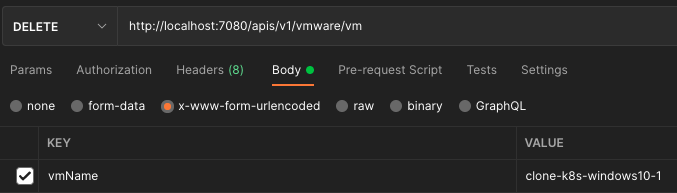 DELETE http://localhost:7080/apis/v1/vmware/vm
Params Authorization Headers (8) Body Pre-request Script Tests Settings
none form-data x-www-form-urlencoded raw binary GraphQL
KEY VALUE
vmName clone-k8s-windows10-1